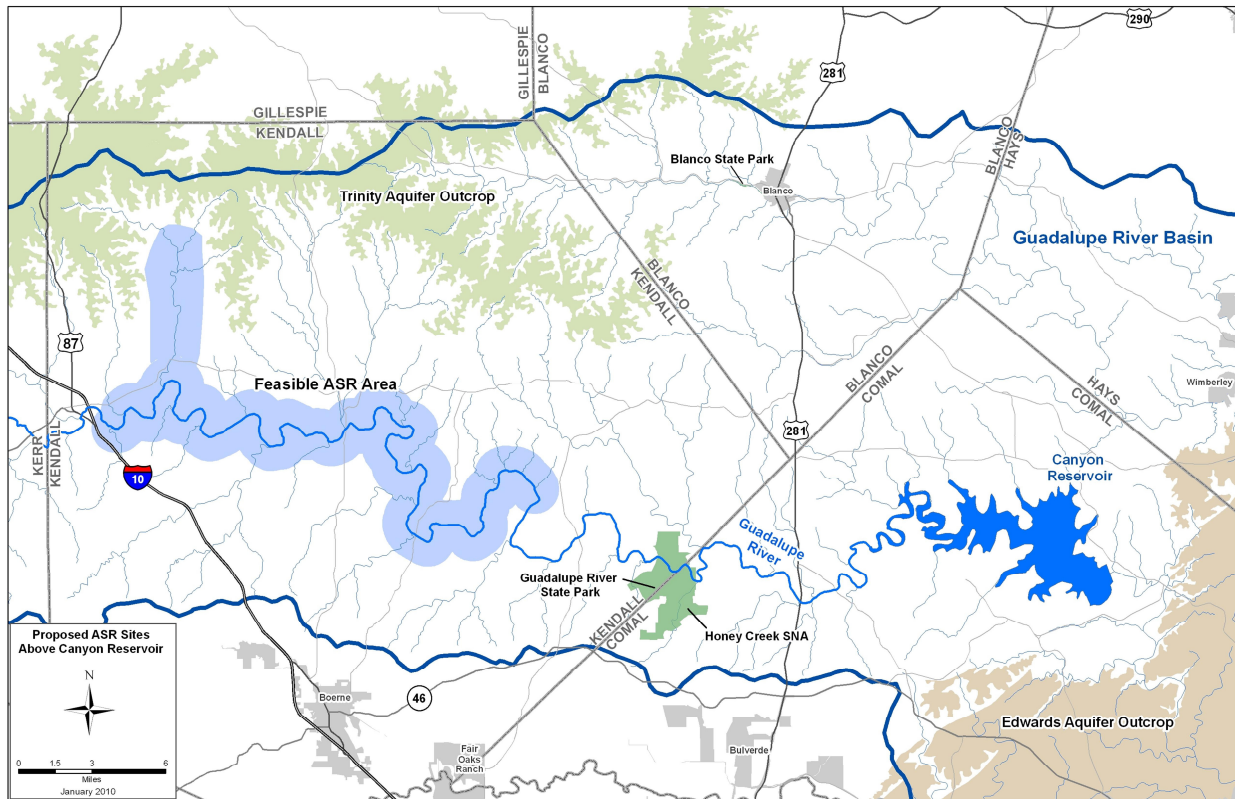 290
281
GILLESPIE
BLANCO
GILLESPIE
KENDALL
BLANCO
HAYS
Blanco State Park
Blanco
Trinity Aquifer Outcrop
Guadalupe River Basin
BLANCO
KENDALL
87
Feasible ASR Area
BLANCO
COMAL
HAYS
COMAL
Wimberley
KERR
KENDALL
281
10
Canyon
Reservoir
Guadalupe
River
Guadalupe River
State Park
KENDALL
COMAL
Honey Creek SNA
Proposed ASR Sites
Above Canyon Reservoir
N
0 1.5 3 6
Miles
January 2010
Boerne
46
Fair
Oaks
Ranch
Bulverde
Edwards Aquifer Outcrop